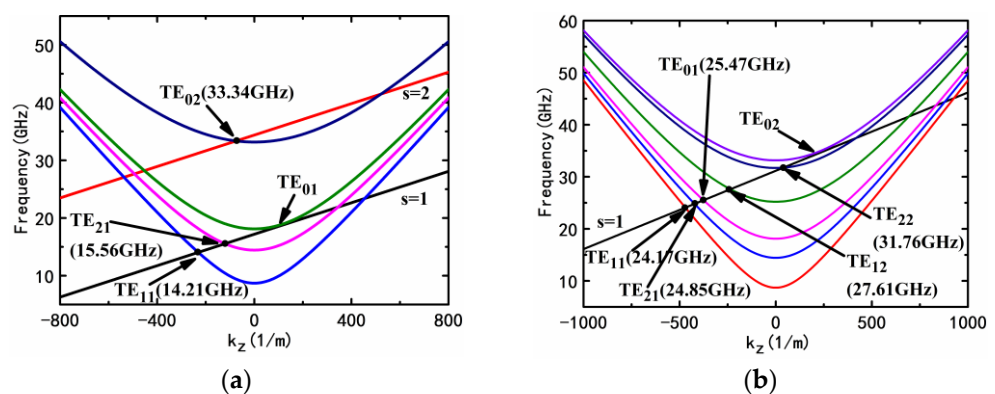 50
40
30
20
10
Frequency(GHz)
TE02(33.34GHz)
s=2
TE01
s=1
TE21
(15.56GHz)
TE11(14.21GHz)
-800
-400
0
400
800
kz(1/m)
(a)
60
50
40
30
20
10
Frequency(GHz)
TE01(25.47GHz)
TE02
s=1
TE11(24.17GHz)
TE21(24.85GHz)
TE22
(31.76GHz)
TE12
(27.61GHz)
-1000
-500
0
500
1000
kz(1/m)
(b)